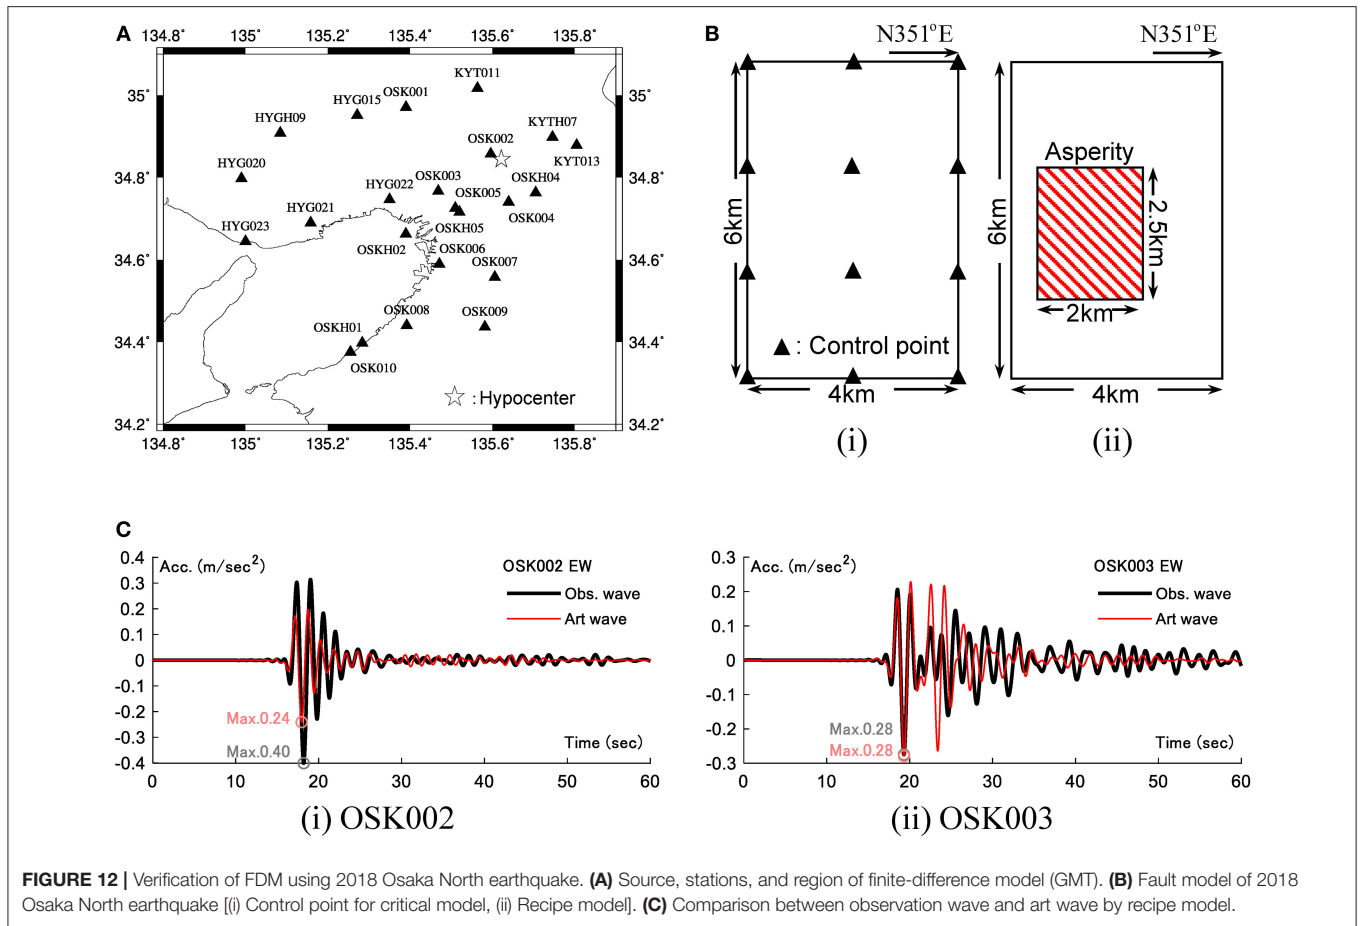 A
134.8°
135°
135.2°
135.4°
135.6°
135.8°
35°
34.8°
34.6°
34.4°
34.2°
35°
34.8°
34.6°
34.4°
34.2°
134.8°
135°
135.2°
135.4°
135.6°
135.8°
KYT011
OSK001
HYG015
HYGH09
KYTH07
OSK002
KYT013
HYG020
OSK003
OSKH04
HYG022
OSK005
HYG021
OSK004
HYG023
OSKH05
OSKH02
OSK006
OSK007
OSK008
OSK009
OSKH01
OSK010
: Hypocenter
B
N351°E
6km
: Control point
4km
(i)
N351°E
6km
Asperity
2.5km
2km
4km
(ii)
C
0.4
0.3
0.2
0.1
0
-0.1
-0.2
-0.3
-0.4
Acc. (m/sec²)
OSK002 EW
Obs. wave
Art wave
Max.0.24
Max.0.40
Time (sec)
0 10 20 30 40 50 60
(i) OSK002
0.3
0.2
0.1
0
-0.1
-0.2
-0.3
Acc. (m/sec²)
OSK003 EW
Obs. wave
Art wave
Max.0.28
Max.0.28
Time (sec)
0 10 20 30 40 50 60
(ii) OSK003
FIGURE 12 | Verification of FDM using 2018 Osaka North earthquake. (A) Source, stations, and region of finite-difference model (GMT). (B) Fault model of 2018
Osaka North earthquake [(i) Control point for critical model, (ii) Recipe model]. (C) Comparison between observation wave and art wave by recipe model.